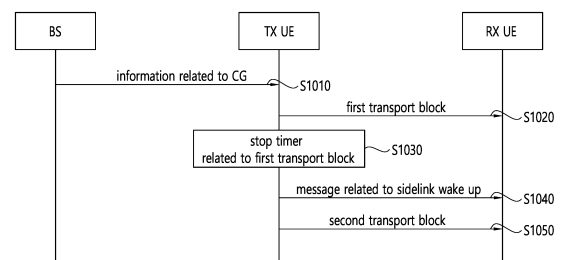 BS
TX UE
RX UE
information related to CG
S1010
first transport block
S1020
stop timer
related to first transport block
S1030
message related to sidelink wake up
S1040
second transport block
S1050